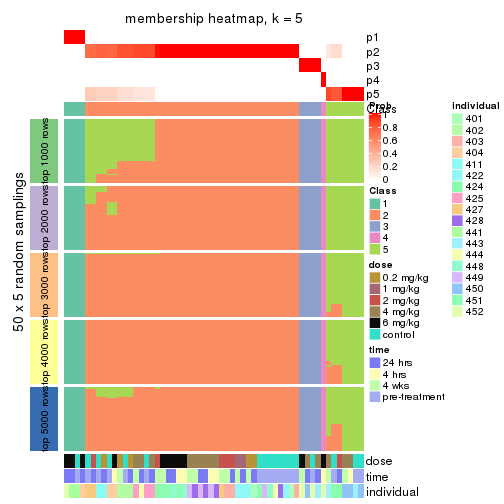 membership heatmap, k = 5
p1
p2
p3
p4
p5
Class
50 x 5 random samplings
top 1000 rows
top 2000 rows
top 3000 rows
top 4000 rows
top 5000 rows
dose
time
individual
Prob
1
0.8
0.6
0.4
0.2
0
Class
1
2
3
4
5
dose
0.2 mg/kg
1 mg/kg
2 mg/kg
4 mg/kg
6 mg/kg
control
time
24 hrs
4 hrs
4 wks
pre-treatment
individual
401
402
403
404
411
422
424
425
427
428
441
443
444
448
449
450
451
452